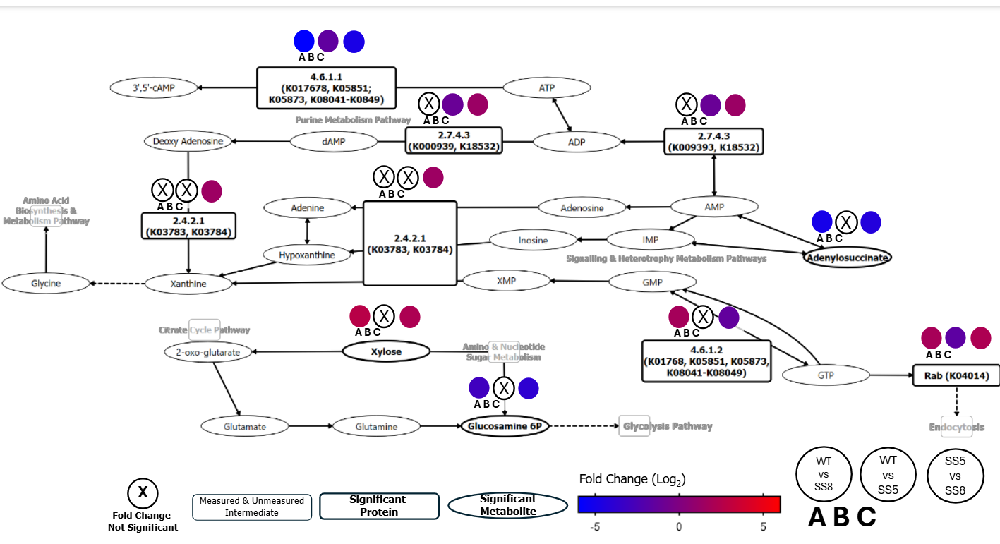 A B C
4.6.1.1
(K017678, K05851;
K05873, K08041-K0849)
3',5'-cAMP
ATP
Purine Metabolism Pathway
X
A B C
X
A B C
2.7.4.3
(K000939, K18532)
2.7.4.3
(K009393, K18532)
Deoxy Adenosine
dAMP
ADP
X X
A B C
X X
A B C
Amino Acid
Biosynthesis &
Metabolism Pathway
2.4.2.1
(K03783, K03784)
Adenine
2.4.2.1
(K03783, K03784)
Adenosine
AMP
X
A B C
Hypoxanthine
Inosine
IMP
Adenylosuccinate
Signalling & Heterotrophy Metabolism Pathways
Glycine
Xanthine
XMP
GMP
X
A B C
X
A B C
A B C
Citrate Cycle Pathway
2-oxo-glutarate
Xylose
Amino & Nucleotide
Sugar Metabolism
4.6.1.2
(K01768, K05851, K05873,
K08041-K08049)
GTP
Rab (K04014)
X
A B C
Glutamate
Glutamine
Glucosamine 6P
Glycolysis Pathway
Endocytosis
X
Fold Change
Not Significant
Measured & Unmeasured
Intermediate
Significant
Protein
Significant
Metabolite
Fold Change (Log2)
-5 0 5
WT
vs
SS8
WT
vs
SS5
SS5
vs
SS8
A B C